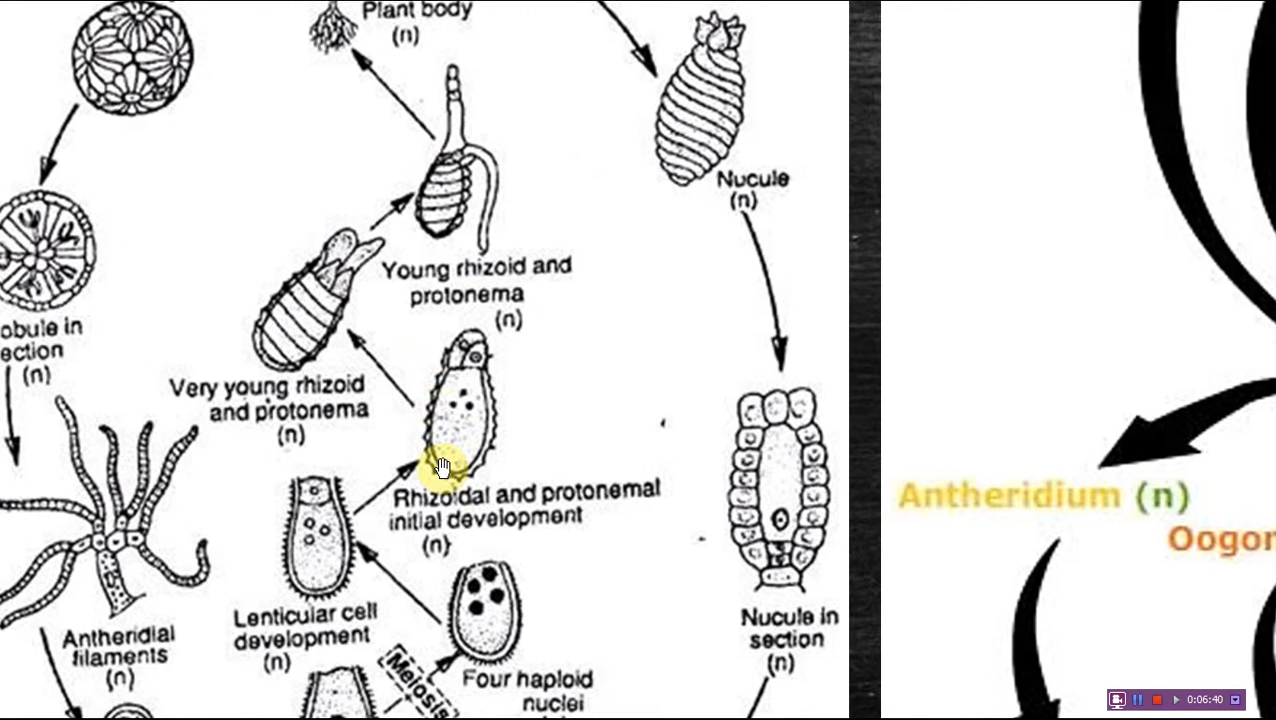 Plant body
(n)
Nucule
(n)
Young rhizoid and
protonema
(n)
obule in
ection
(n)
Very young rhizoid
and protonema
(n)
Rhizoidal and protonemal
initial development
(n)
Antheridium (n)
Oogon
Lenticular cell
development
(n)
Antheridial
filaments
(n)
Nucule in
section
(n)
Meiosis
Four haploid
nuclei
0:06:40